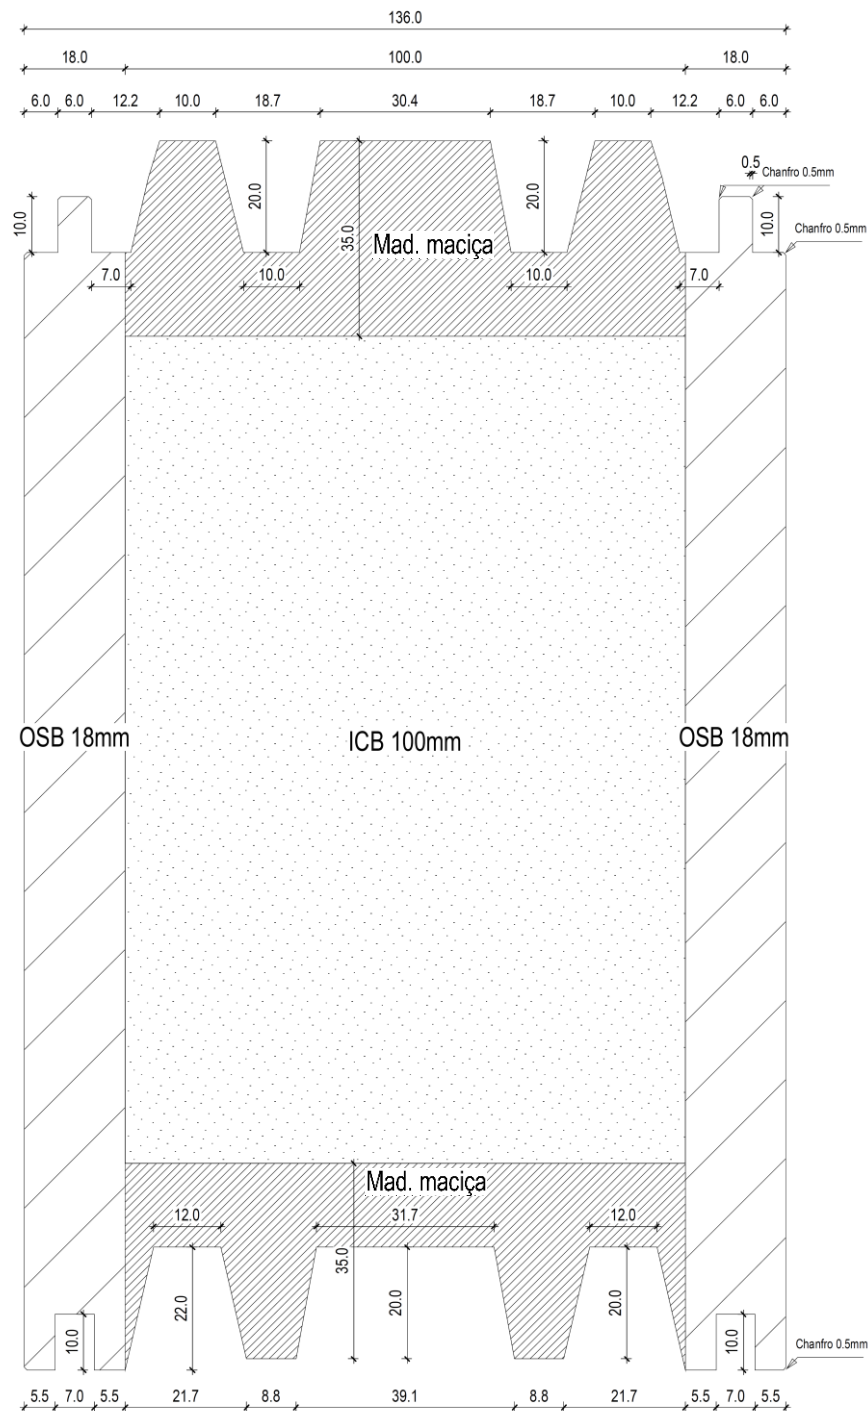 136.0
18.0 100.0 18.0
6.0 6.0 12.2 10.0 18.7 30.4 18.7 10.0 12.2 6.0 6.0
0.5 Chanfro 0.5mm
10.0 20.0 35.0 20.0 10.0
Chanfro 0.5mm
Mad. maciça
7.0 10.0 10.0 7.0
OSB 18mm ICB 100mm OSB 18mm
Mad. maciça
12.0 31.7 12.0
35.0
22.0 20.0 20.0
10.0 10.0
Chanfro 0.5mm
5.5 7.0 5.5 21.7 8.8 39.1 8.8 21.7 5.5 7.0 5.5